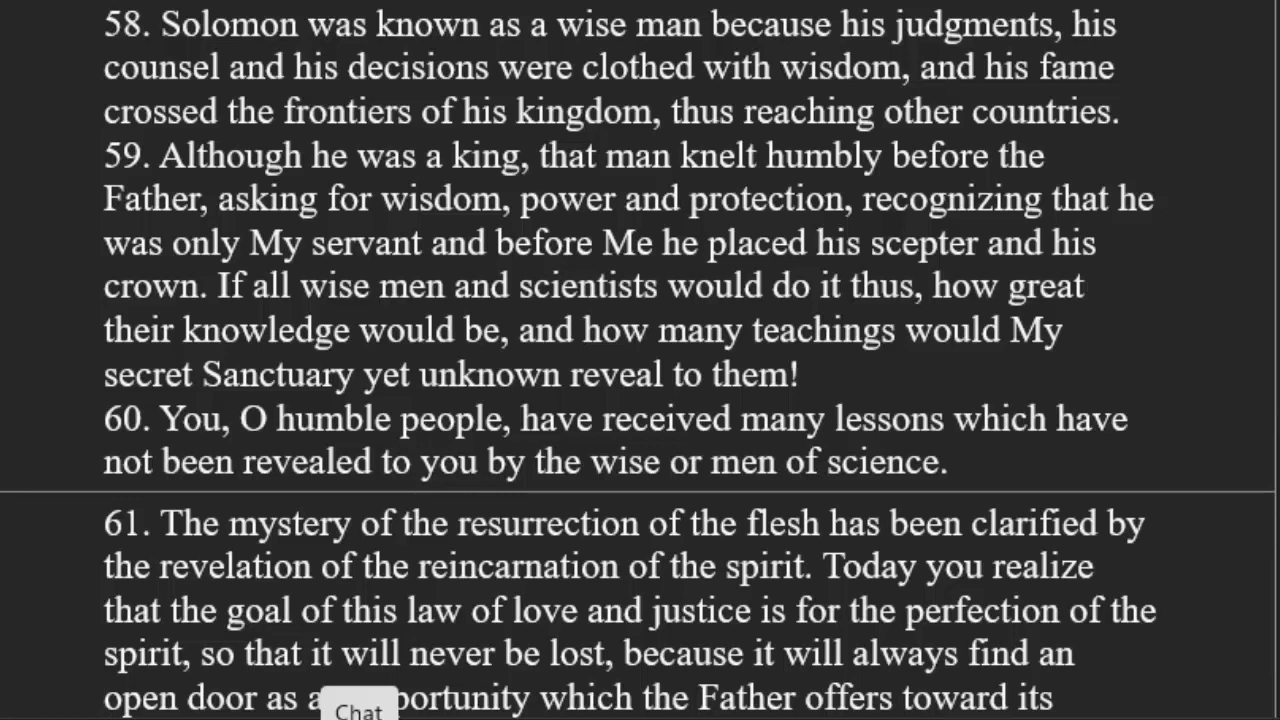 58. Solomon was known as a wise man because his judgments, his
counsel and his decisions were clothed with wisdom, and his fame
crossed the frontiers of his kingdom, thus reaching other countries.
59. Although he was a king, that man knelt humbly before the
Father, asking for wisdom, power and protection, recognizing that he
was only My servant and before Me he placed his scepter and his
crown. If all wise men and scientists would do it thus, how great
their knowledge would be, and how many teachings would My
secret Sanctuary yet unknown reveal to them!
60. You, O humble people, have received many lessons which have
not been revealed to you by the wise or men of science.
61. The mystery of the resurrection of the flesh has been clarified by
the revelation of the reincarnation of the spirit. Today you realize
that the goal of this law of love and justice is for the perfection of the
spirit, so that it will never be lost, because it will always find an
open door as which the Father offers toward its
Chat